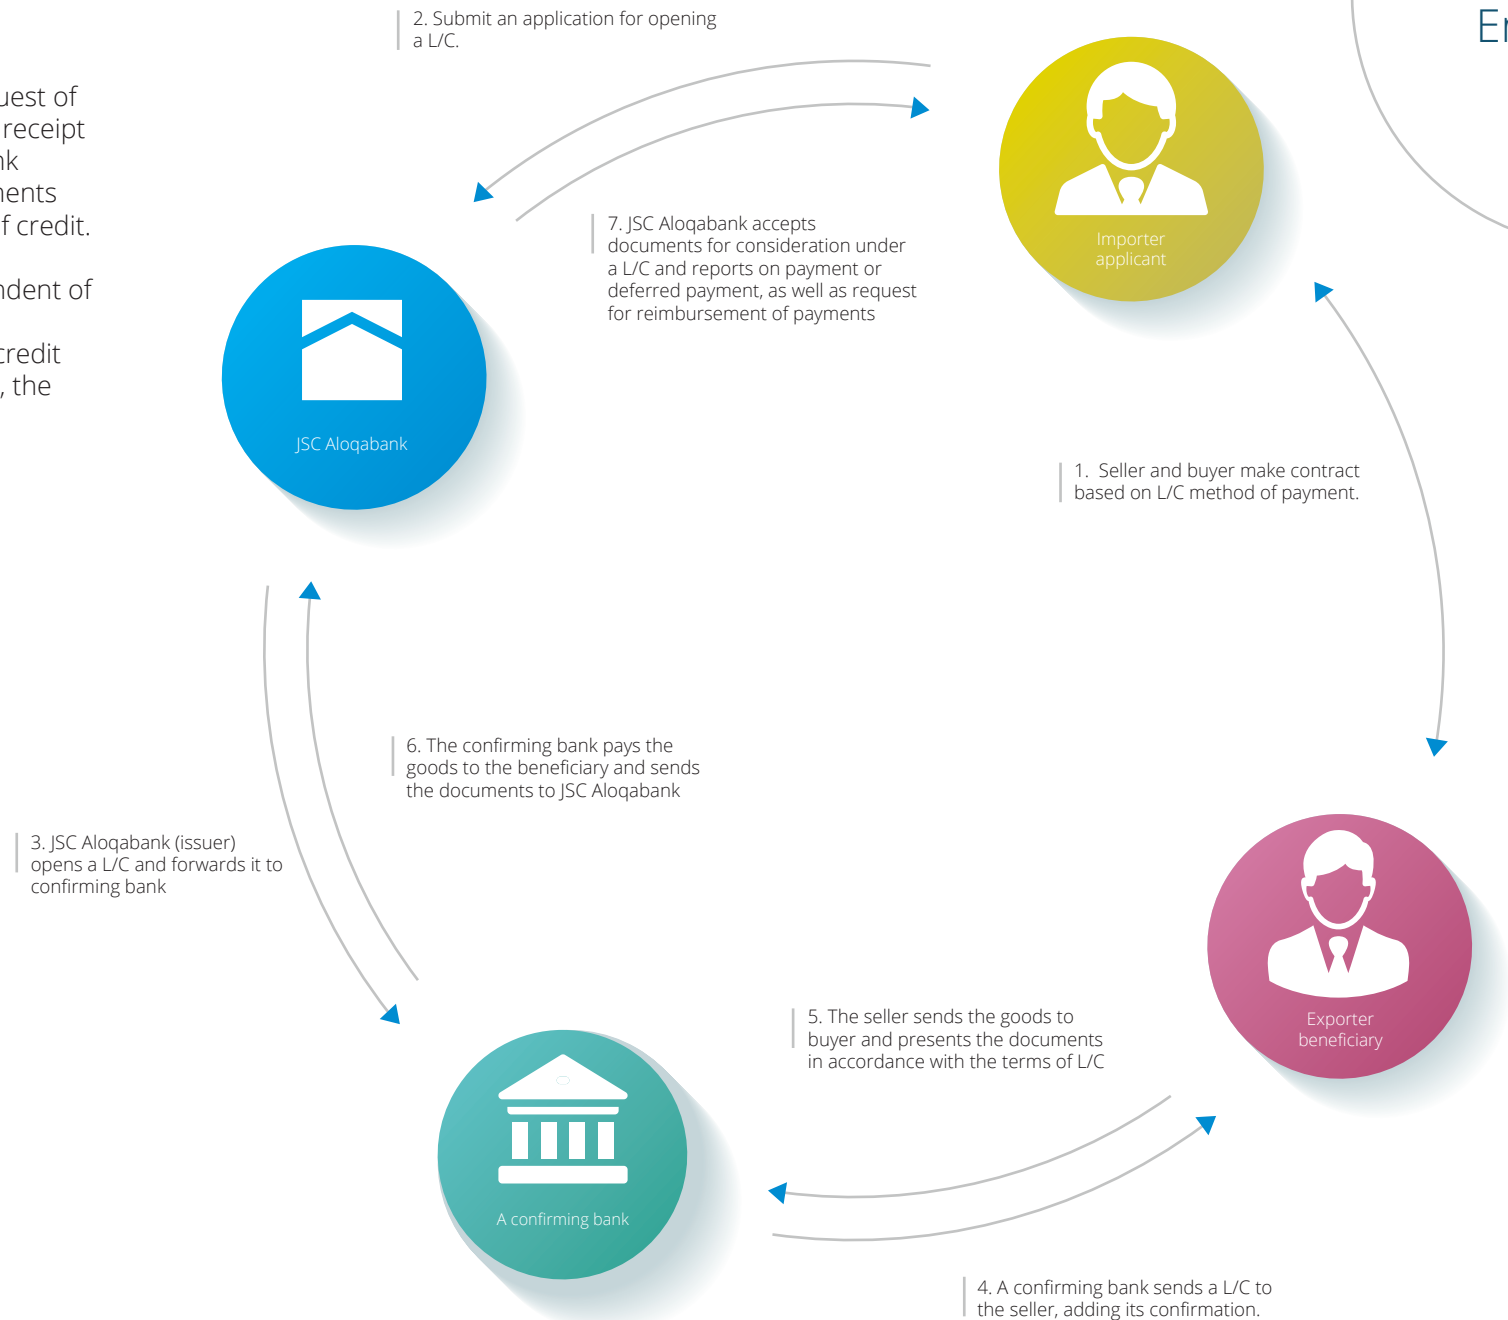 2. Submit an application for opening
a L/C.
uest of
receipt
nk
nents
f credit.
ndent of
credit
, the
Importer
applicant
7. JSC Aloqabank accepts
documents for consideration under
a L/C and reports on payment or
deferred payment, as well as request
for reimbursement of payments
JSC Aloqabank
1. Seller and buyer make contract
based on L/C method of payment.
6. The confirming bank pays the
goods to the beneficiary and sends
the documents to JSC Aloqabank
3. JSC Aloqabank (issuer)
opens a L/C and forwards it to
confirming bank
Exporter
beneficiary
5. The seller sends the goods to
buyer and presents the documents
in accordance with the terms of L/C
A confirming bank
4. A confirming bank sends a L/C to
the seller, adding its confirmation.